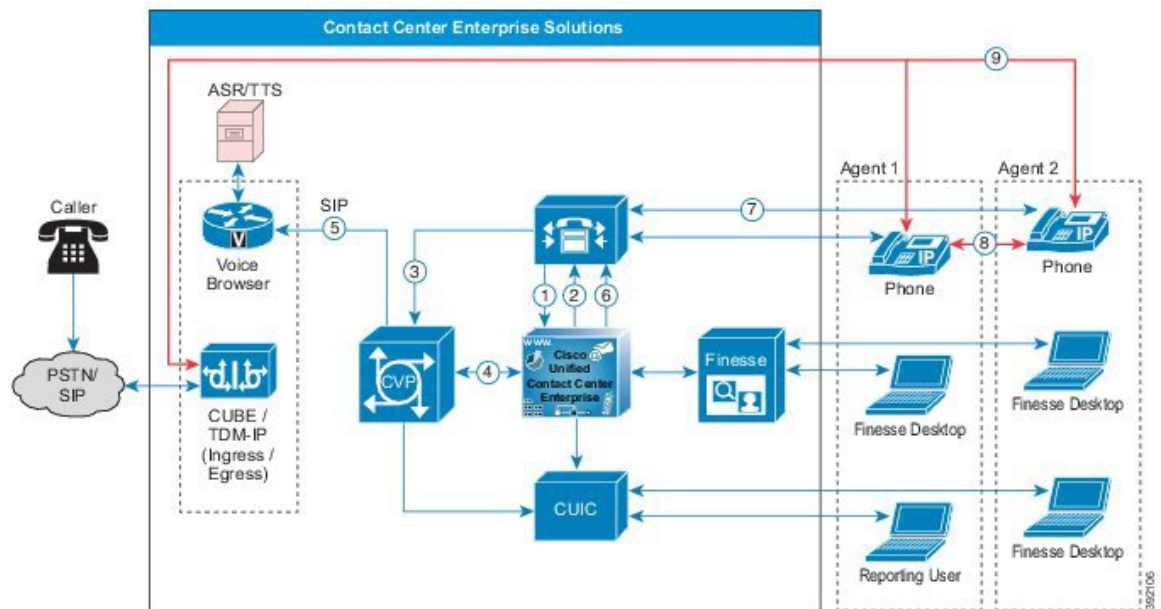 Contact Center Enterprise Solutions
9
ASR/TTS
Agent 1
Agent 2
Caller
SIP
5
7
V
Voice
Browser
3
IP
8
IP
Phone
Phone
1
2
6
PSTN/
SIP
CUBE /
TDM-IP
(Ingress /
Egress)
CVP
4
WWW.
Cisco
Unified
Contact Center
Enterprise
Finesse
Finesse Desktop
Finesse Desktop
CUIC
Reporting User
Finesse Desktop
392106